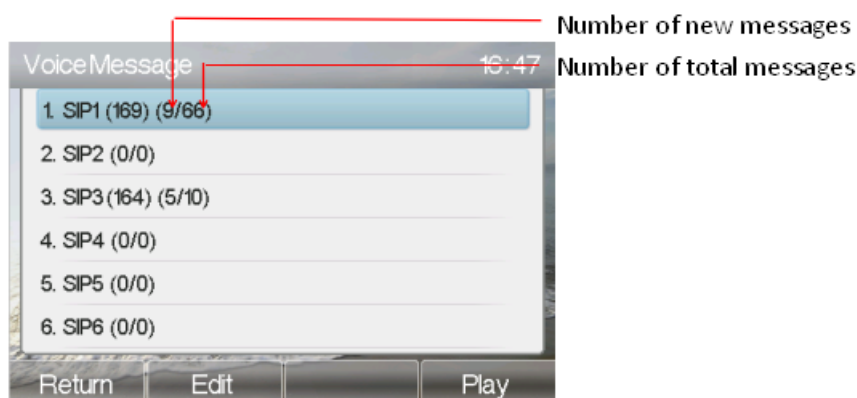 Number of new messages
Voice Message 16:47
Number of total messages
1. SIP1 (169) (9/66)
2. SIP2 (0/0)
3. SIP3 (164) (5/10)
4. SIP4 (0/0)
5. SIP5 (0/0)
6. SIP6 (0/0)
Return Edit Play